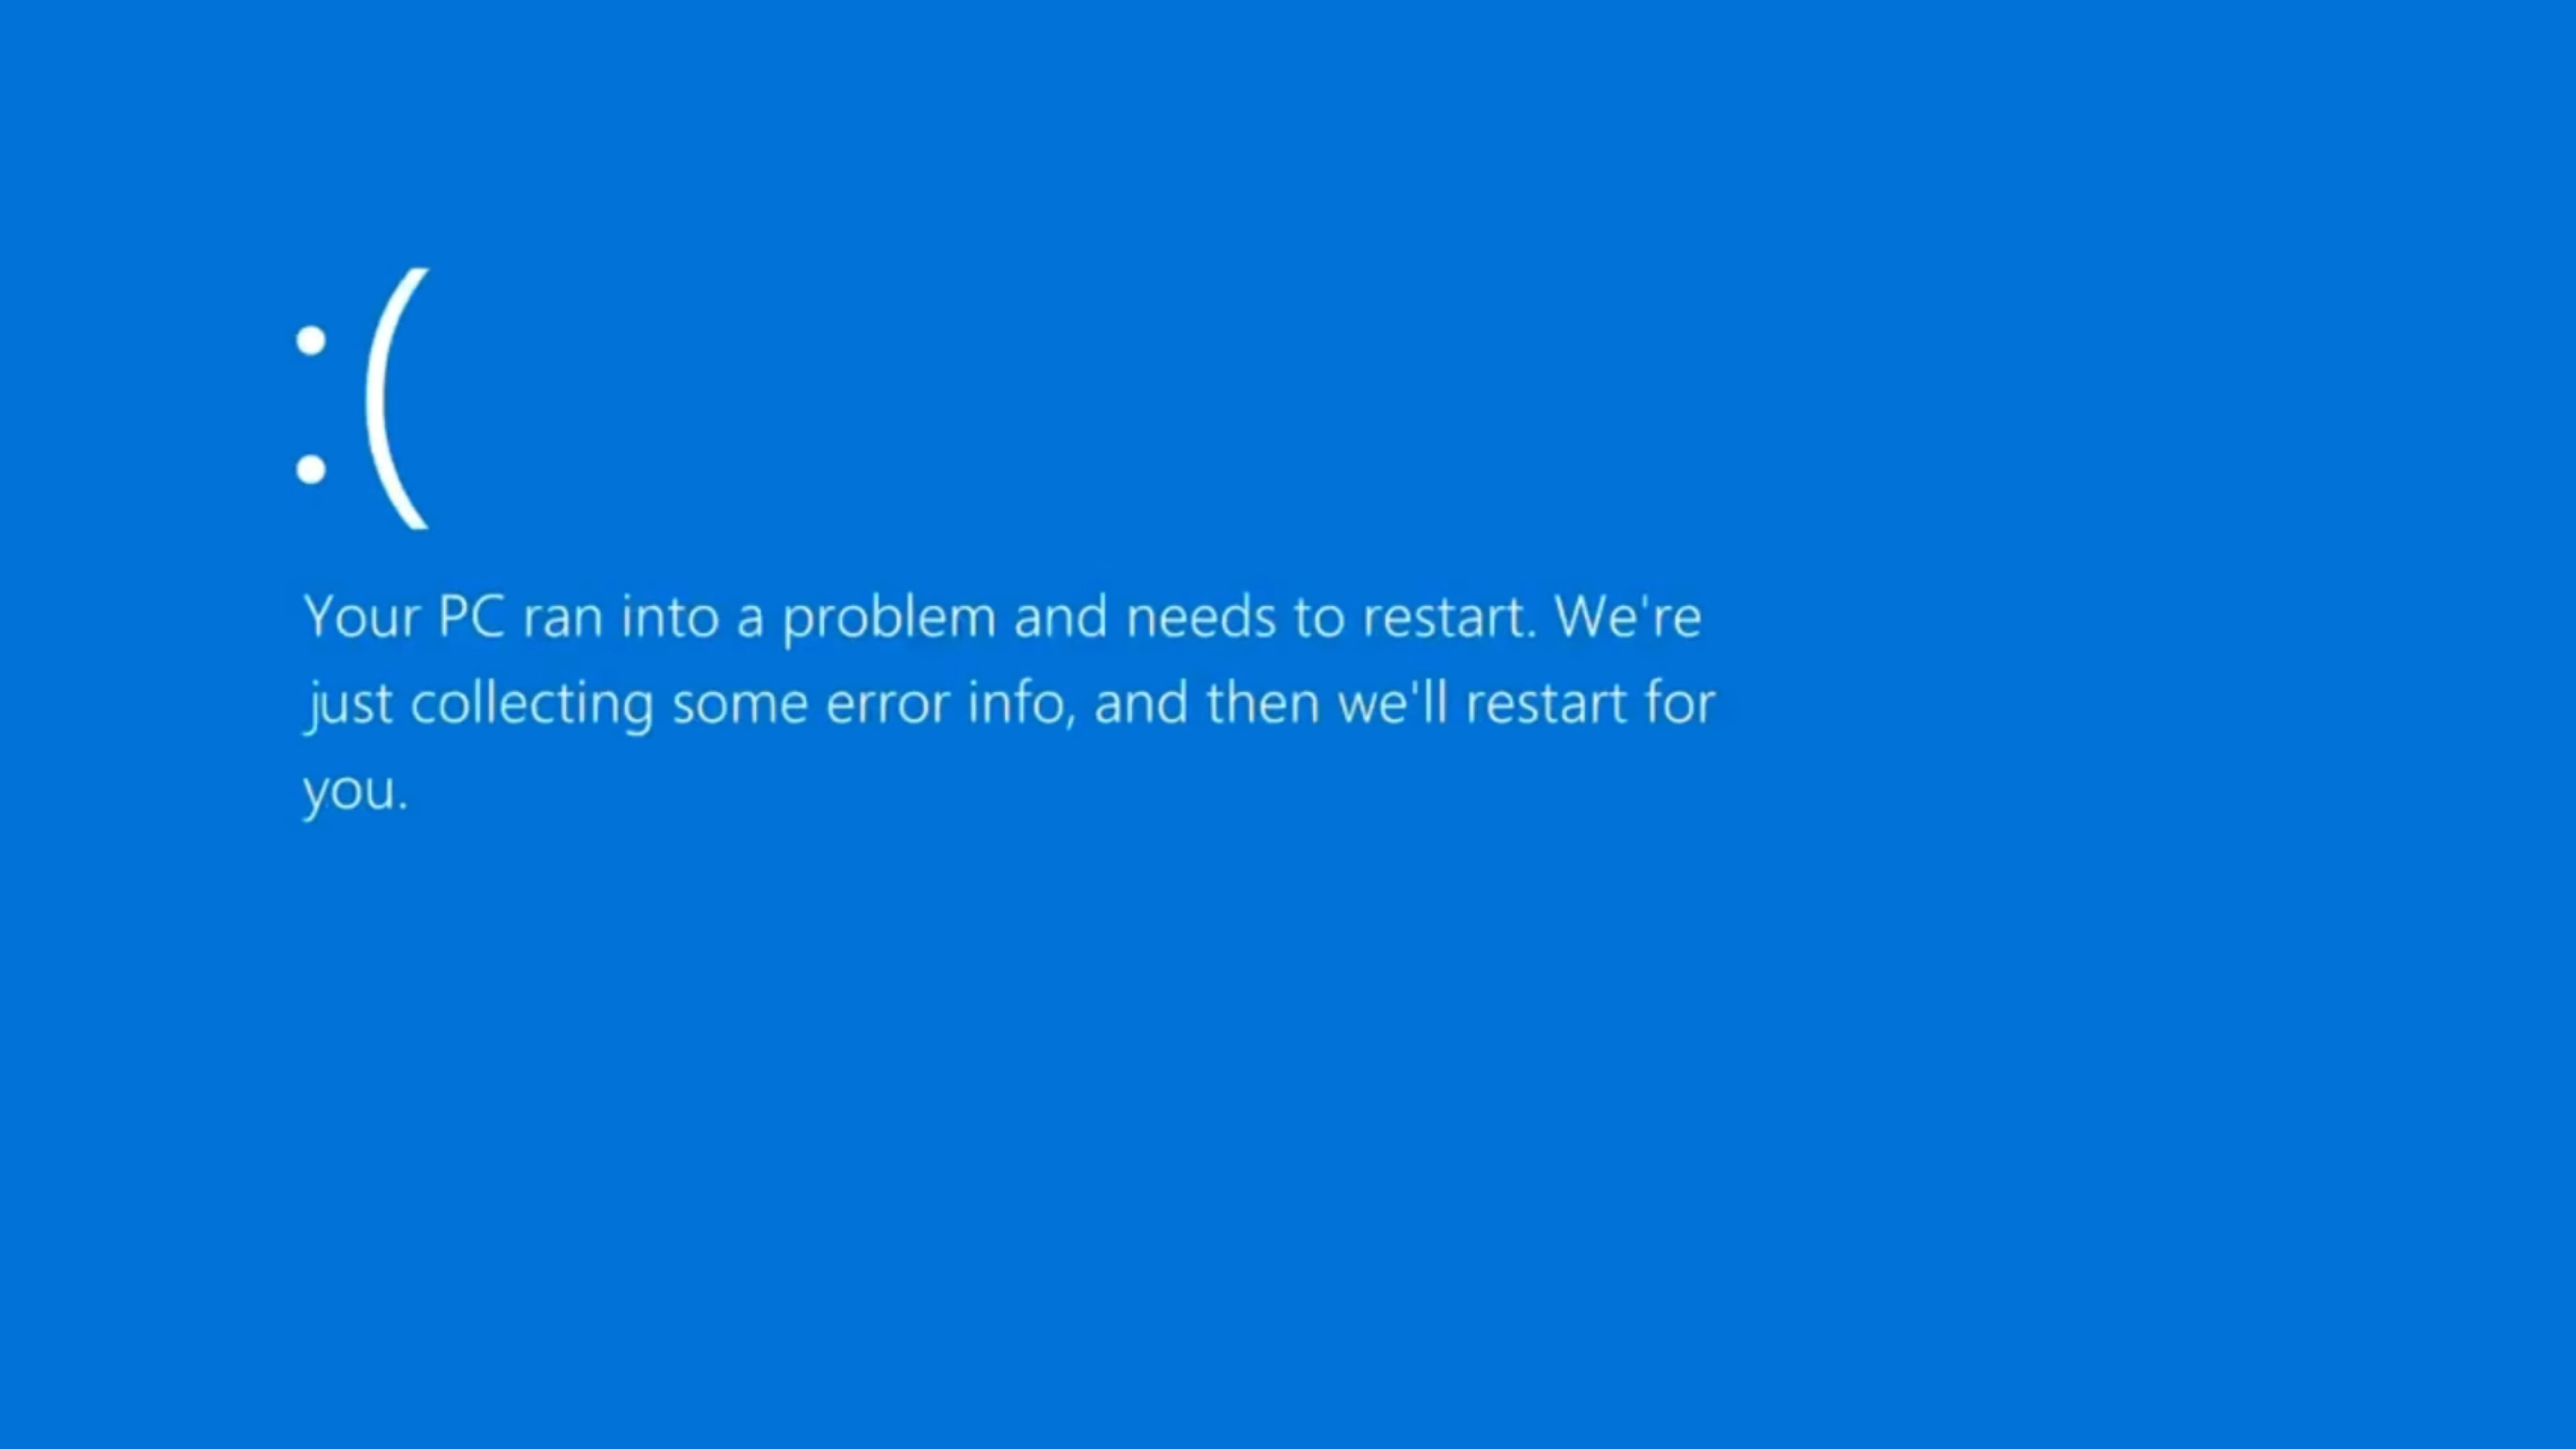 :(
Your PC ran into a problem and needs to restart. We're
just collecting some error info, and then we'll restart for
you.